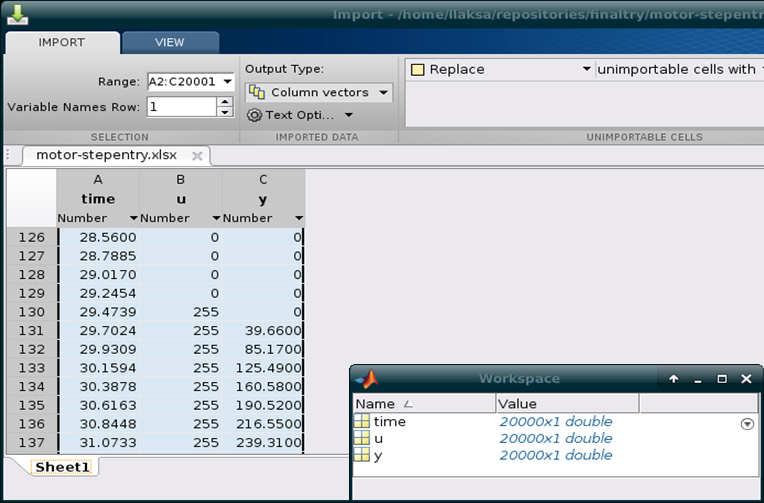 Import - /home/llaksa/repositories/finaltry/motor-stepentr
IMPORT VIEW
Range: A2:C20001
Variable Names Row: 1
SELECTION
Output Type:
Column vectors
Text Opti...
IMPORTED DATA
Replace unimportable cells with
UNIMPORTABLE CELLS
motor-stepentry.xlsx
A B C
time u y
Number Number Number
126 28.5600 0 0
127 28.7885 0 0
128 29.0170 0 0
129 29.2454 0 0
130 29.4739 255 0
131 29.7024 255 39.6600
132 29.9309 255 85.1700
133 30.1594 255 125.4900
134 30.3878 255 160.5800
135 30.6163 255 190.5200
136 30.8448 255 216.5500
137 31.0733 255 239.3100
Sheet1
Workspace
Name Value
time 20000x1 double
u 20000x1 double
y 20000x1 double